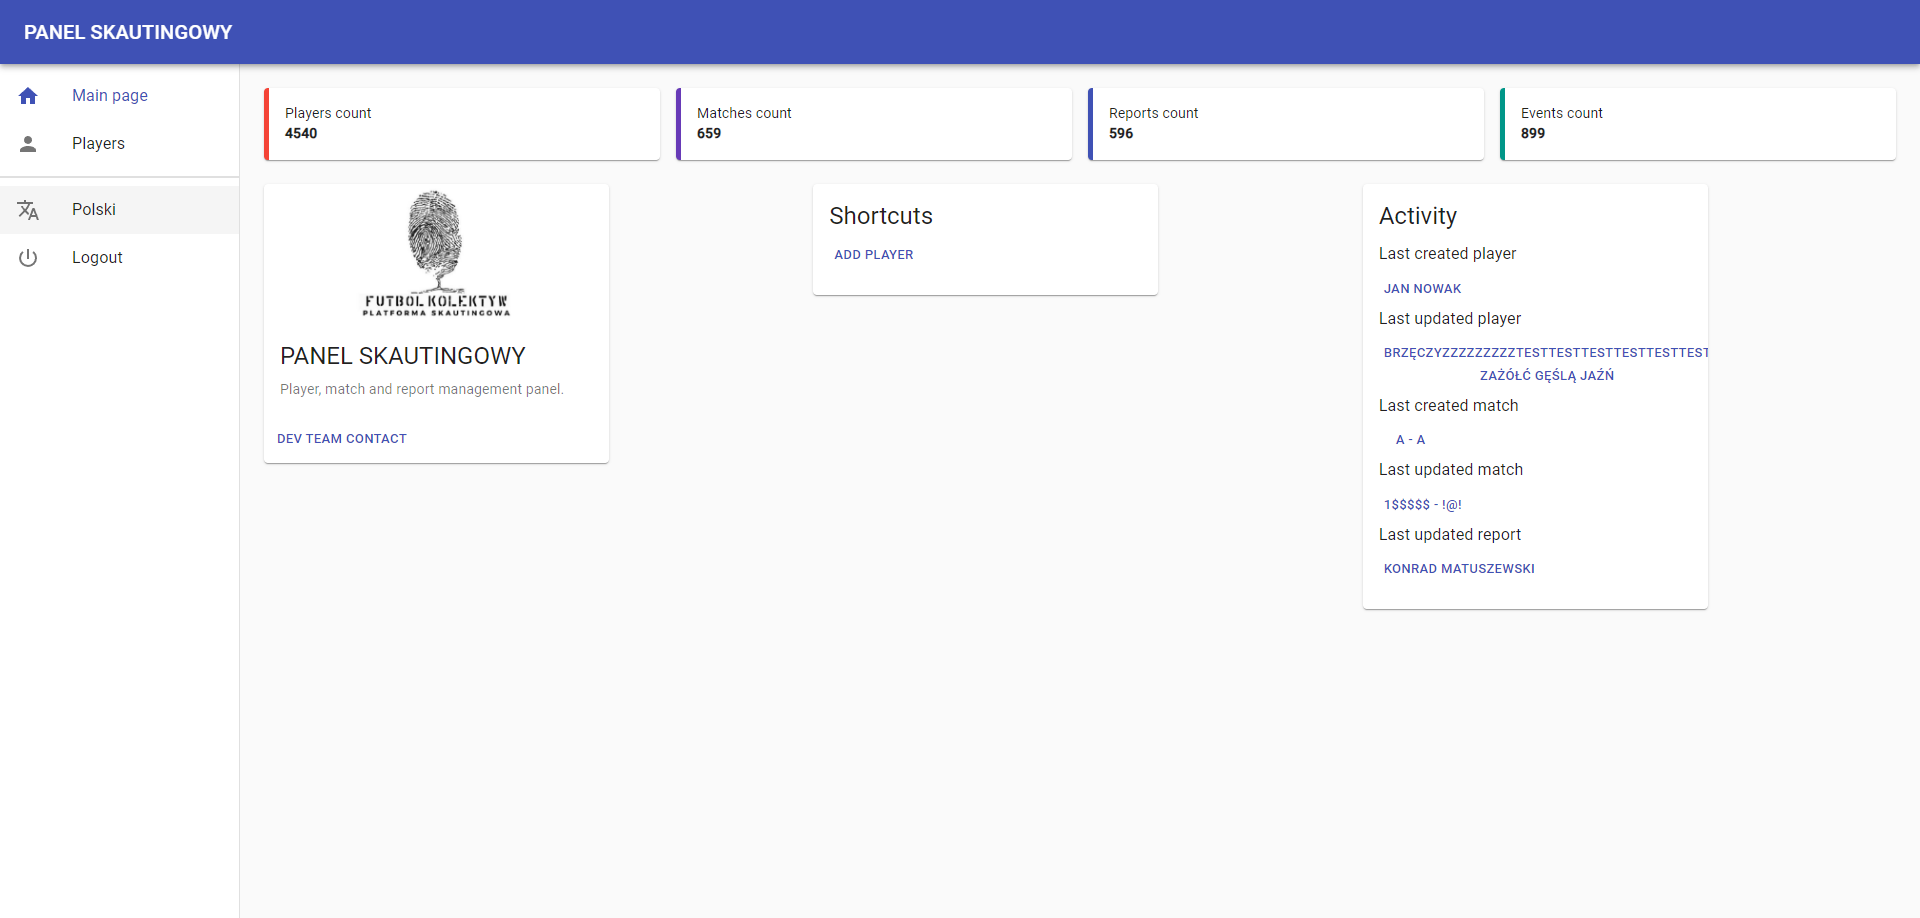 PANEL SKAUTINGOWY
Main page
Players
Polski
Logout
Players count
4540
Matches count
659
Reports count
596
Events count
899
FUTBOL KOLEKTYW
PLATFORMA SKAUTINGOWA
PANEL SKAUTINGOWY
Player, match and report management panel.
DEV TEAM CONTACT
Shortcuts
ADD PLAYER
Activity
Last created player
JAN NOWAK
Last updated player
BRZĘCZYZZZZZZZZZTESTTESTTESTTESTTESTTEST
ZAŻÓŁĆ GĘŚLĄ JAŹŃ
Last created match
A - A
Last updated match
1$$$$$ - !@!
Last updated report
KONRAD MATUSZEWSKI